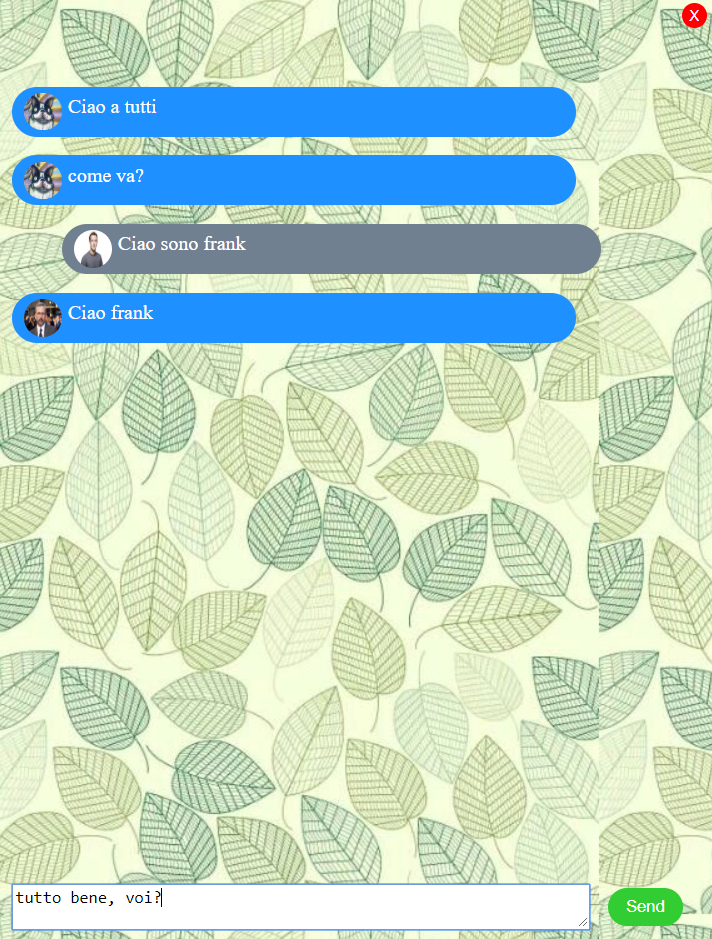 X
Ciao a tutti
come va?
Ciao sono frank
Ciao frank
tutto bene, voi?
Send